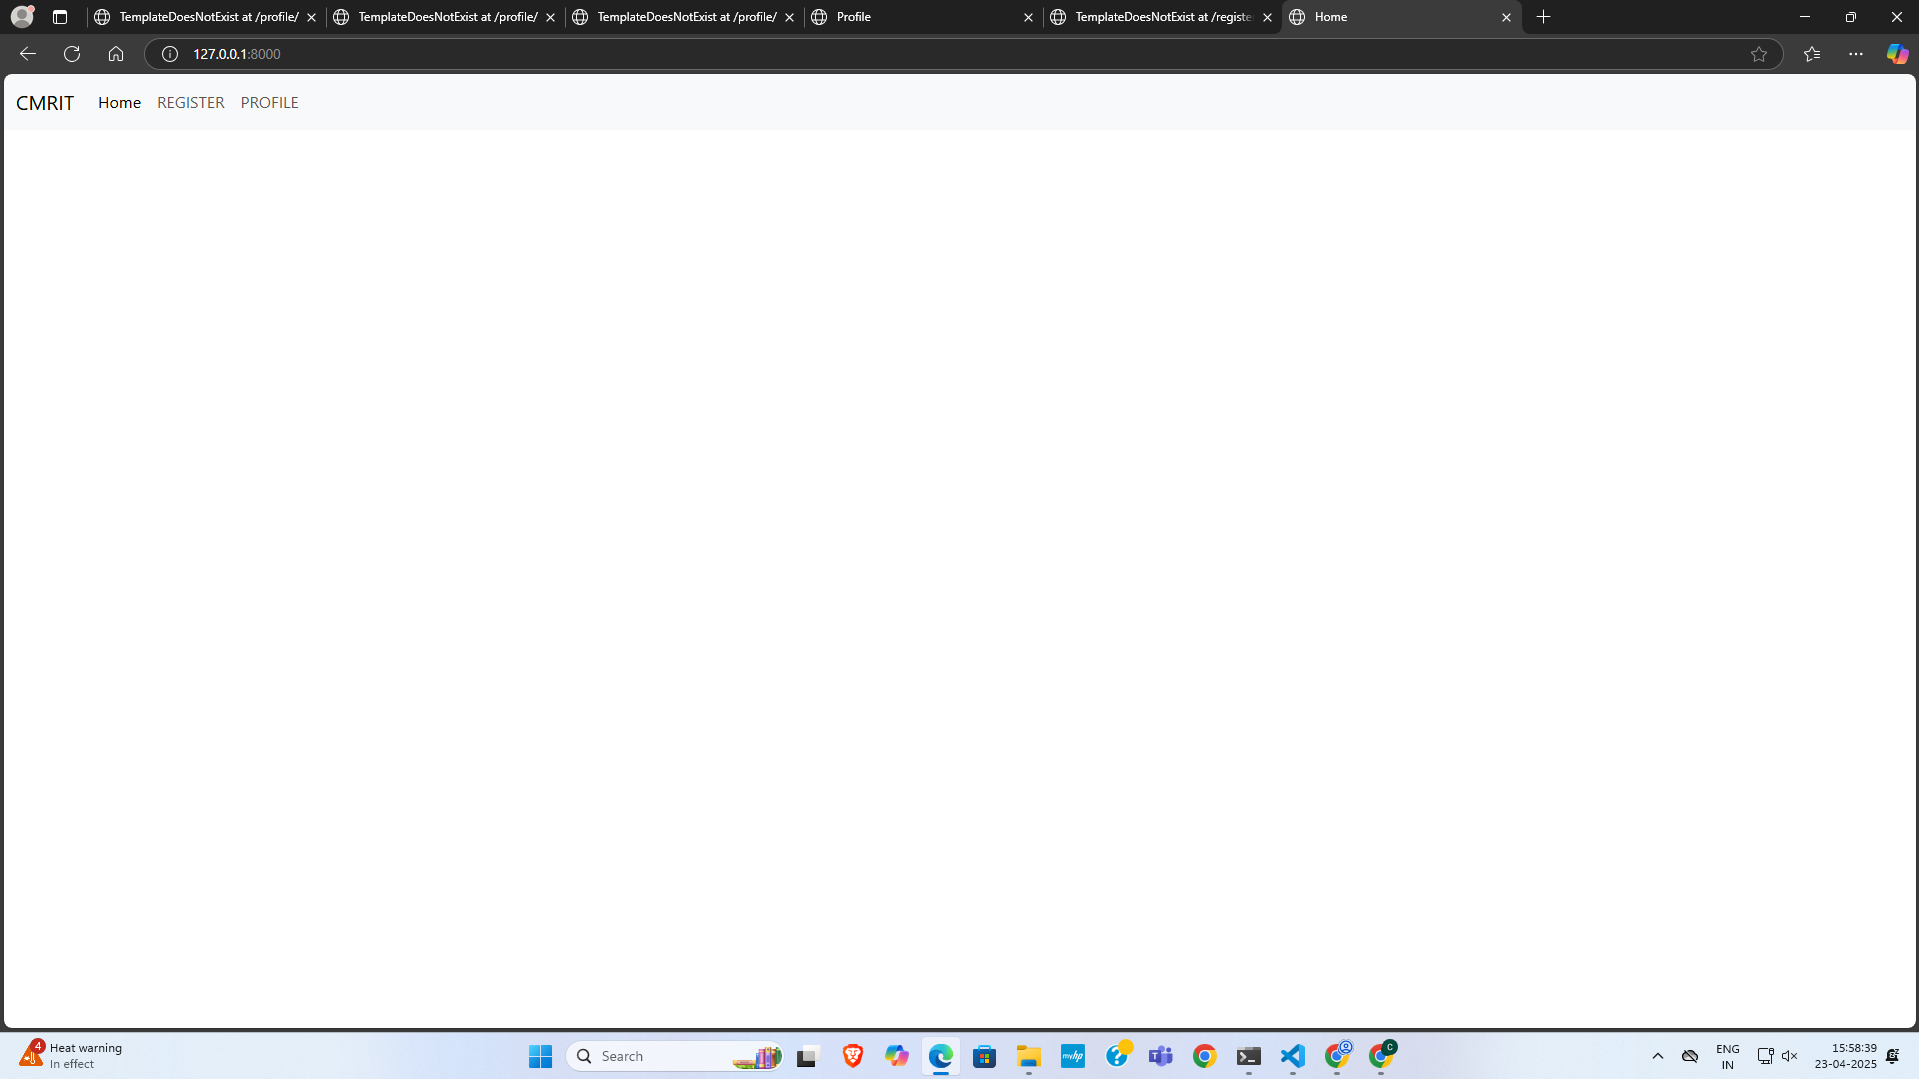 TemplateDoesNotExist at /profile/
TemplateDoesNotExist at /profile/
TemplateDoesNotExist at /profile/
Profile
TemplateDoesNotExist at /registe
Home
127.0.0.1:8000
CMRIT Home REGISTER PROFILE
4
Heat warning
In effect
Search
myhp
C
ENG
IN
15:58:39
23-04-2025